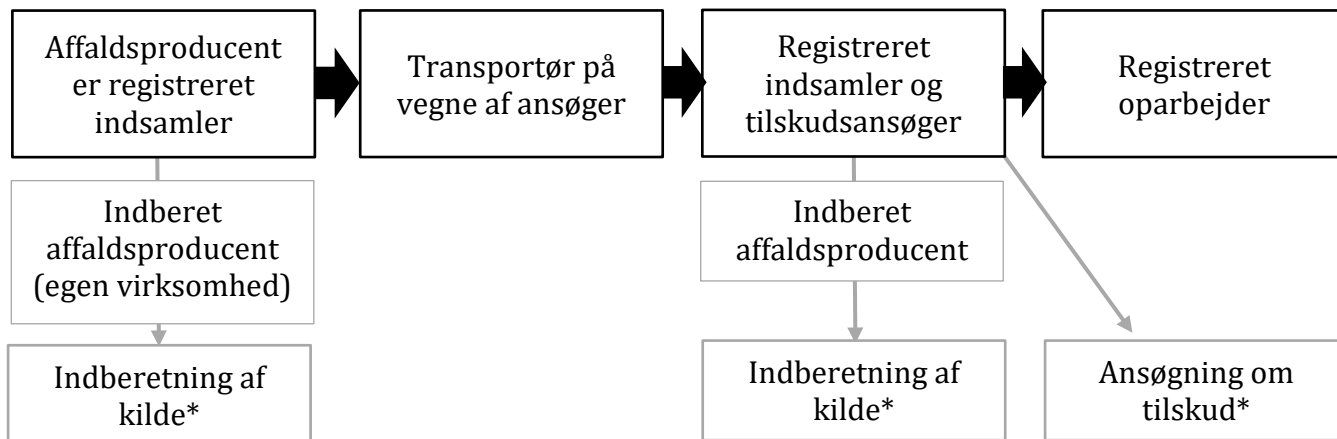 Affaldsproducent
er registreret
indsamler
Transportør på
vegne af ansøger
Registreret
indsamler og
tilskudsansøger
Registreret
oparbejder
Indberet
affaldsproducent
(egen virksomhed)
Indberet
affaldsproducent
Indberetning af
kilde*
Indberetning af
kilde*
Ansøgning om
tilskud*